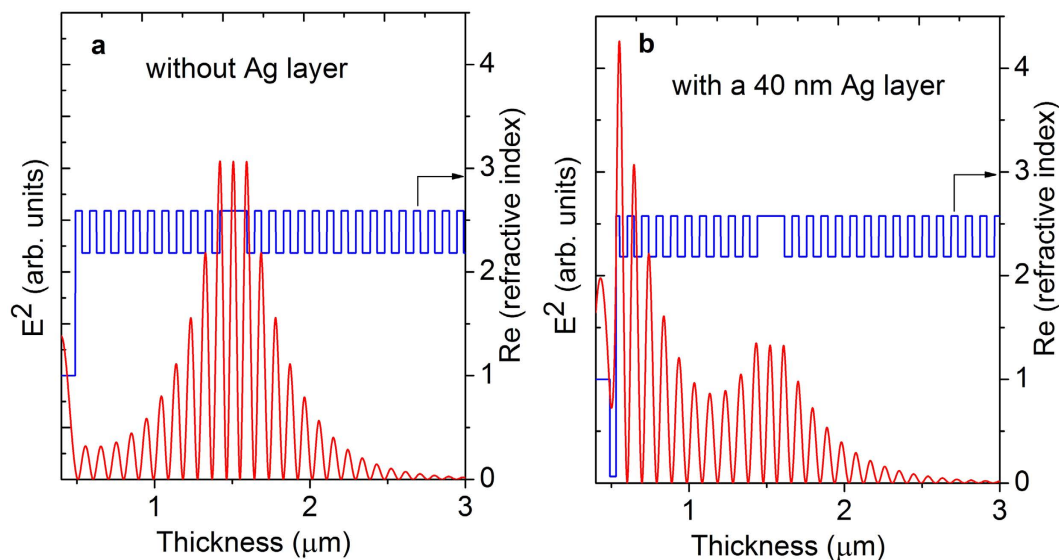 a
without Ag layer
E² (arb. units)
4
3
2
1
0
Re (refractive index)
1
2
3
Thickness (μm)
b
with a 40 nm Ag layer
E² (arb. units)
4
3
2
1
0
Re (refractive index)
1
2
3
Thickness (μm)